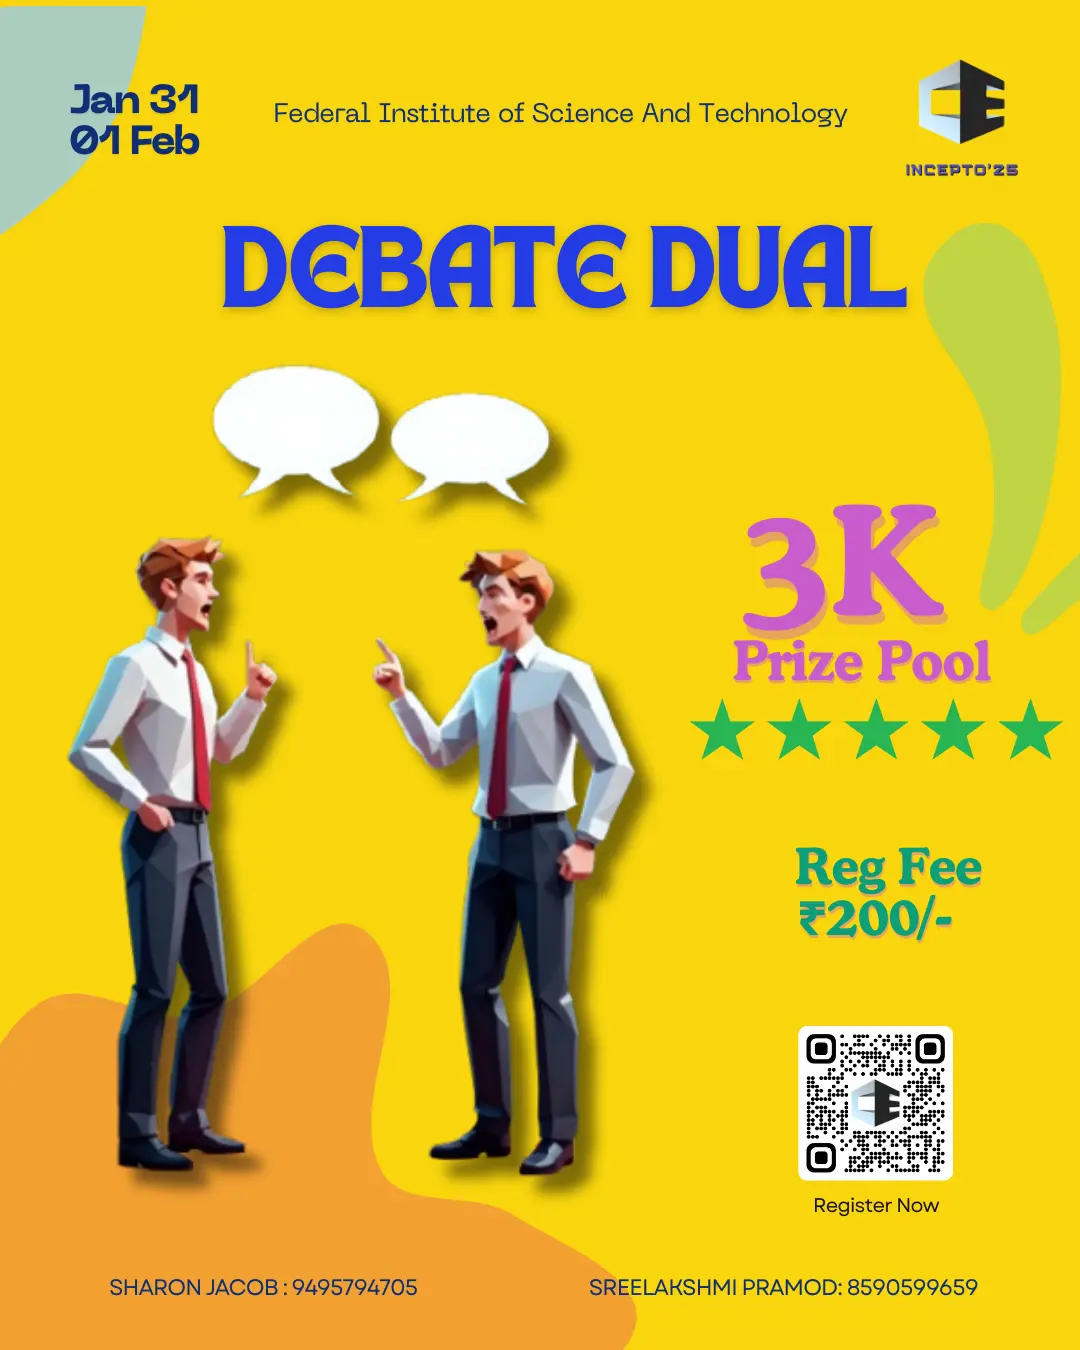 Jan 31
01 Feb
Federal Institute of Science And Technology
INCEPTO'25
DEBATE DUAL
3K
Prize Pool
Reg Fee
₹200/-
Register Now
SHARON JACOB : 9495794705
SREELAKSHMI PRAMOD: 8590599659